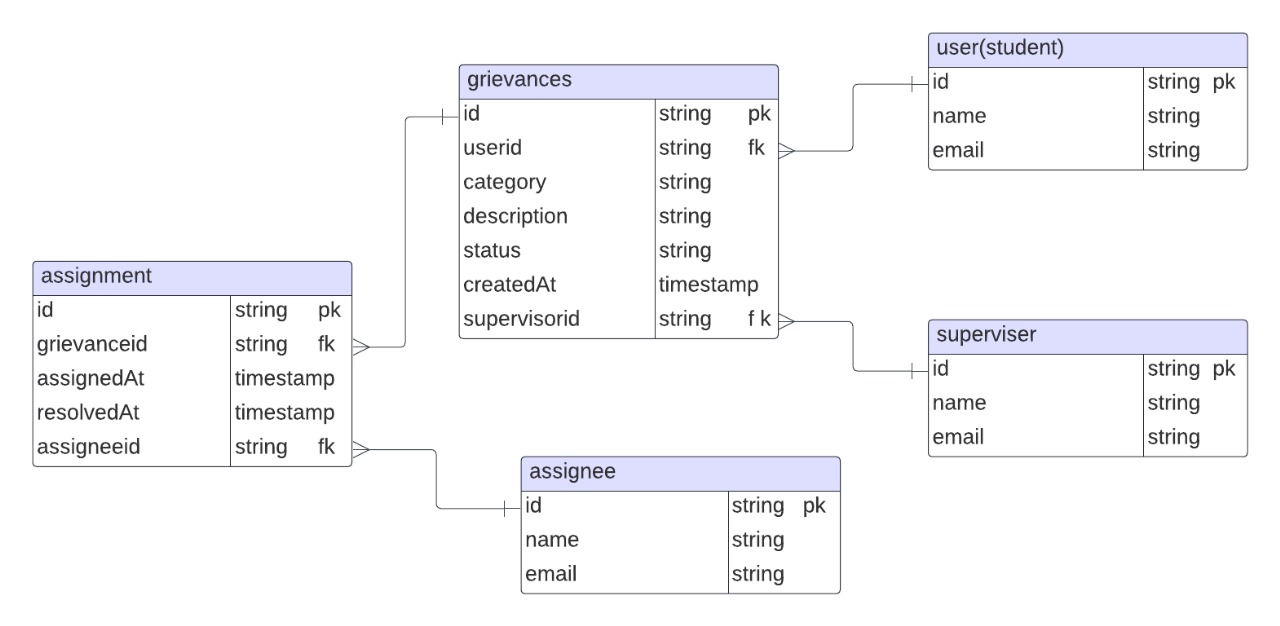 user(student)
id string pk
name string
email string
grievances
id string pk
userid string fk
category string
description string
status string
createdAt timestamp
supervisorid string f k
assignment
id string pk
grievanceid string fk
assignedAt timestamp
resolvedAt timestamp
assigneeid string fk
superviser
id string pk
name string
email string
assignee
id string pk
name string
email string